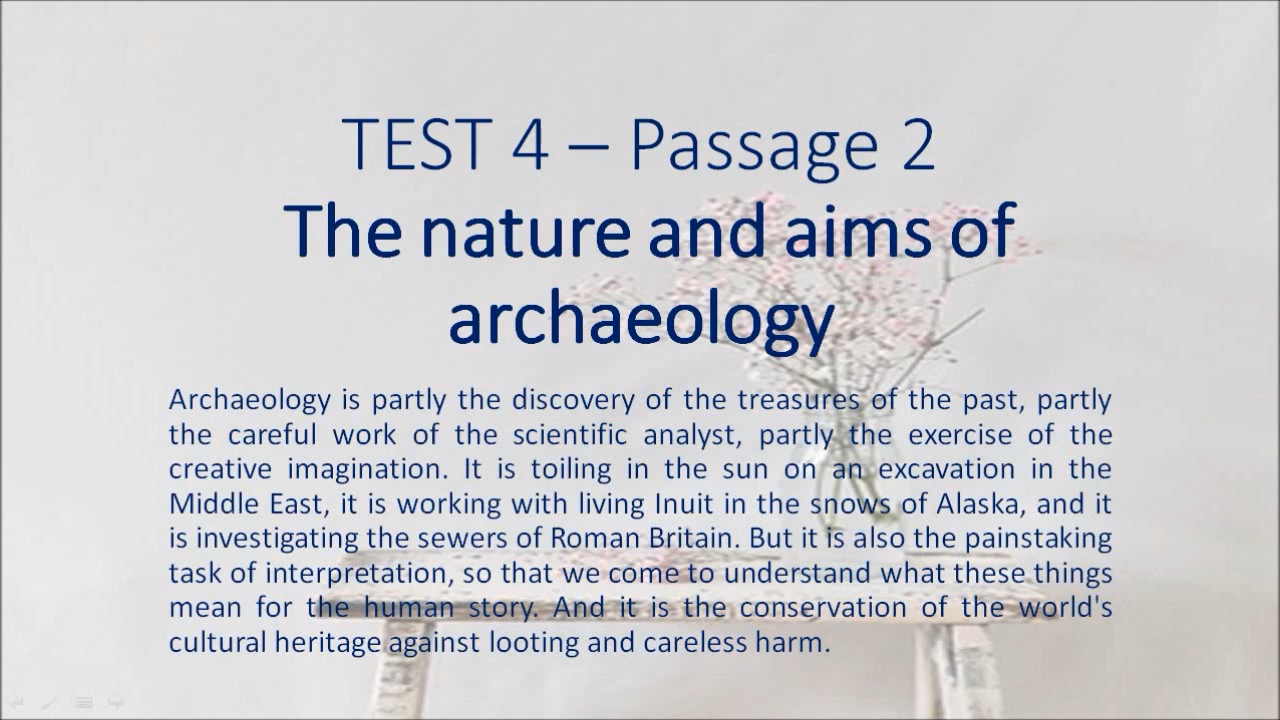 TEST 4 – Passage 2
The nature and aims of
archaeology
Archaeology is partly the discovery of the treasures of the past, partly
the careful work of the scientific analyst, partly the exercise of the
creative imagination. It is toiling in the sun on an excavation in the
Middle East, it is working with living Inuit in the snows of Alaska, and it
is investigating the sewers of Roman Britain. But it is also the painstaking
task of interpretation, so that we come to understand what these things
mean for the human story. And it is the conservation of the world's
cultural heritage against looting and careless harm.